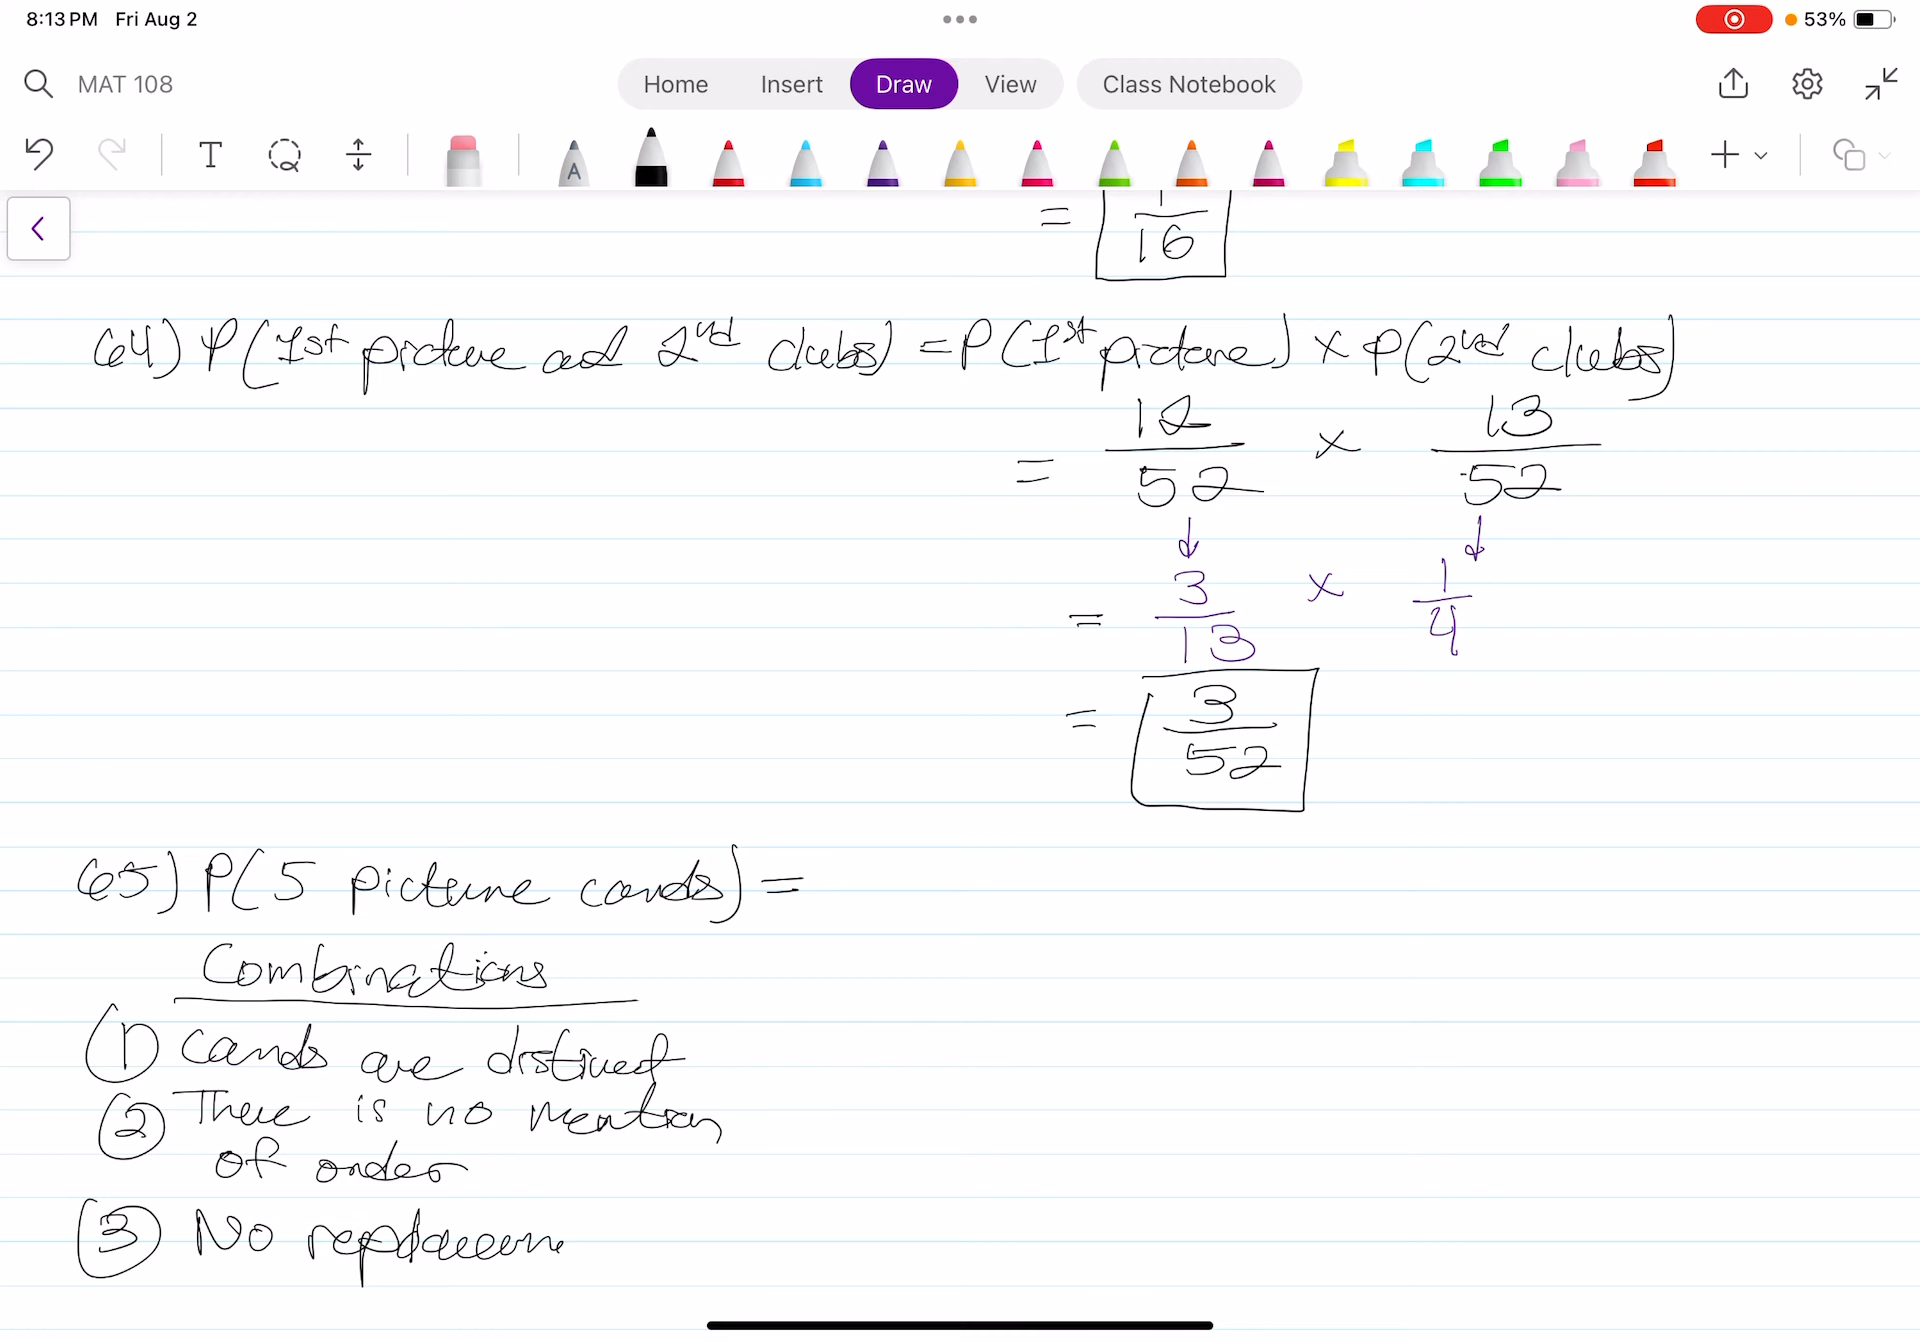 8:13 PM Fri Aug 2
53%
MAT 108
Home Insert Draw View Class Notebook
T
A
= 1/16
64) P(1st picture and 2nd clubs) = P(1st picture) x P(2nd clubs)
= 12/52 x 13/52
↓ ↓
= 3/13 x 1/4
= 3/52
65) P(5 picture cards) =
Combinations
(1) Cards are distinct
(2) There is no mention
of order
(3) No replacem